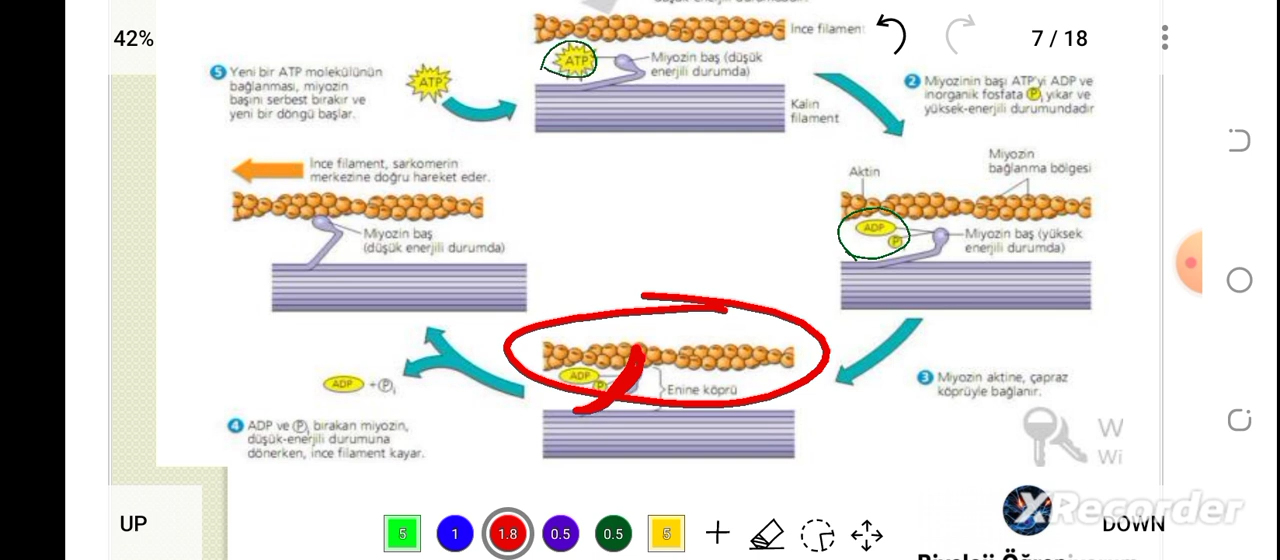 42%
İnce filament
7 / 18
ATP
Miyozin baş (düşük
enerjili durumda)
Kalın
filament
5 Yeni bir ATP molekülünün
bağlanması, miyozin
başını serbest bırakır ve
yeni bir döngü başlar.
ATP
2 Miyozinin başı ATP'yi ADP ve
inorganik fosfata Pi yıkar ve
yüksek-enerjili durumundadır
İnce filament, sarkomerin
merkezine doğru hareket eder.
Miyozin baş
(düşük enerjili durumda)
Aktin
Miyozin
bağlanma bölgesi
ADP
P
Miyozin baş (yüksek
enerjili durumda)
ADP
P
Enine köprü
ADP + Pi
3 Miyozin aktine, çapraz
köprüyle bağlanır.
4 ADP ve Pi bırakan miyozin,
düşük-enerjili durumuna
dönerken, ince filament kayar.
W
Wi
XRecorder
UP
5
1
1.8
0.5
0.5
5
DOWN